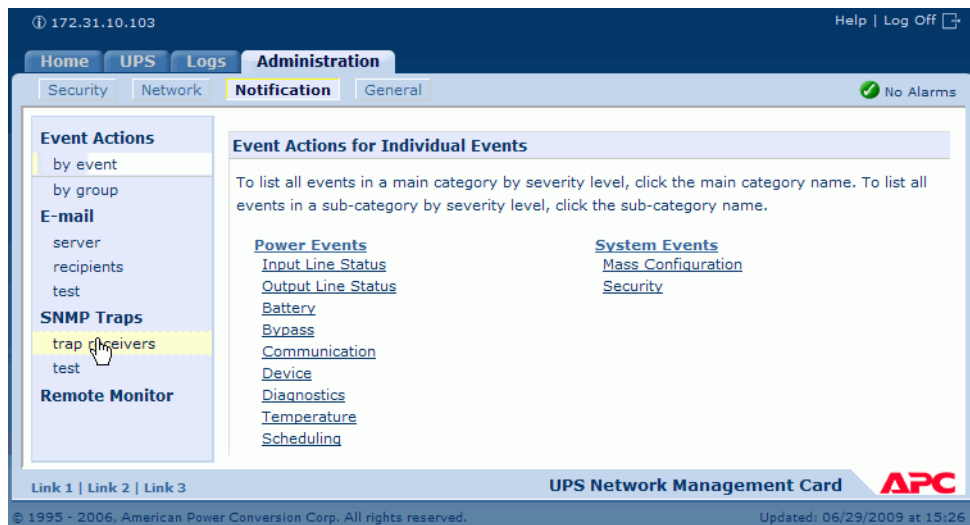 172.31.10.103
Help | Log Off
Home UPS Logs Administration
Security Network Notification General
No Alarms
Event Actions
by event
by group
E-mail
server
recipients
test
SNMP Traps
trap receivers
test
Remote Monitor
Event Actions for Individual Events
To list all events in a main category by severity level, click the main category name. To list all
events in a sub-category by severity level, click the sub-category name.
Power Events
Input Line Status
Output Line Status
Battery
Bypass
Communication
Device
Diagnostics
Temperature
Scheduling
System Events
Mass Configuration
Security
Link 1 | Link 2 | Link 3
UPS Network Management Card
APC
© 1995 - 2006, American Power Conversion Corp. All rights reserved.
Updated: 06/29/2009 at 15:26